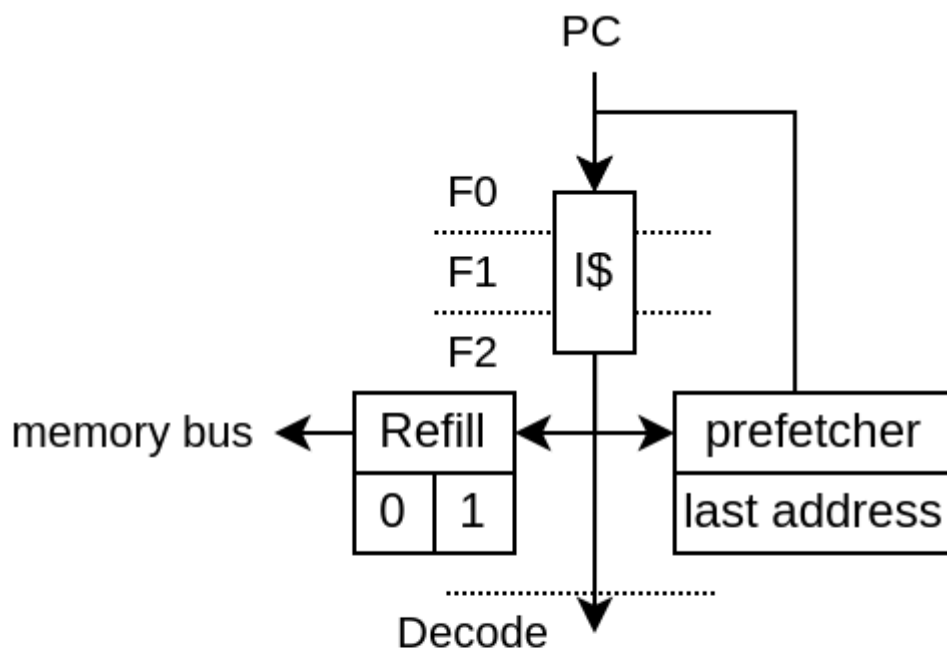 PC
F0
F1
I$
F2
memory bus
Refill
prefetcher
0
1
last address
Decode